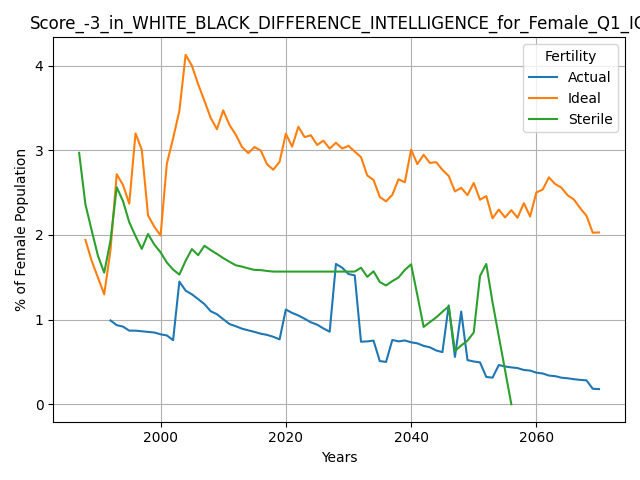 Score_-3_in_WHITE_BLACK_DIFFERENCE_INTELLIGENCE_for_Female_Q1_IQ
Fertility
Actual
Ideal
Sterile
% of Female Population
4
3
2
1
0
2000
2020
2040
2060
Years